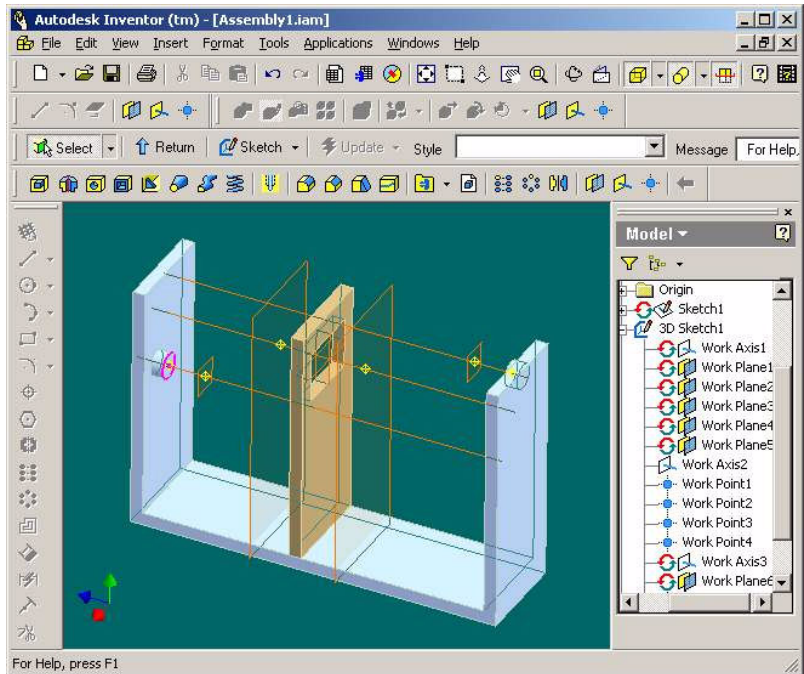 Autodesk Inventor (tm) - [Assembly1.iam]
File Edit View Insert Format Tools Applications Windows Help
Select Return Sketch Update Style Message For Help,
Model
Origin
Sketch1
3D Sketch1
Work Axis1
Work Plane1
Work Plane2
Work Plane3
Work Plane4
Work Plane5
Work Axis2
Work Point1
Work Point2
Work Point3
Work Point4
Work Axis3
Work Plane6
For Help, press F1